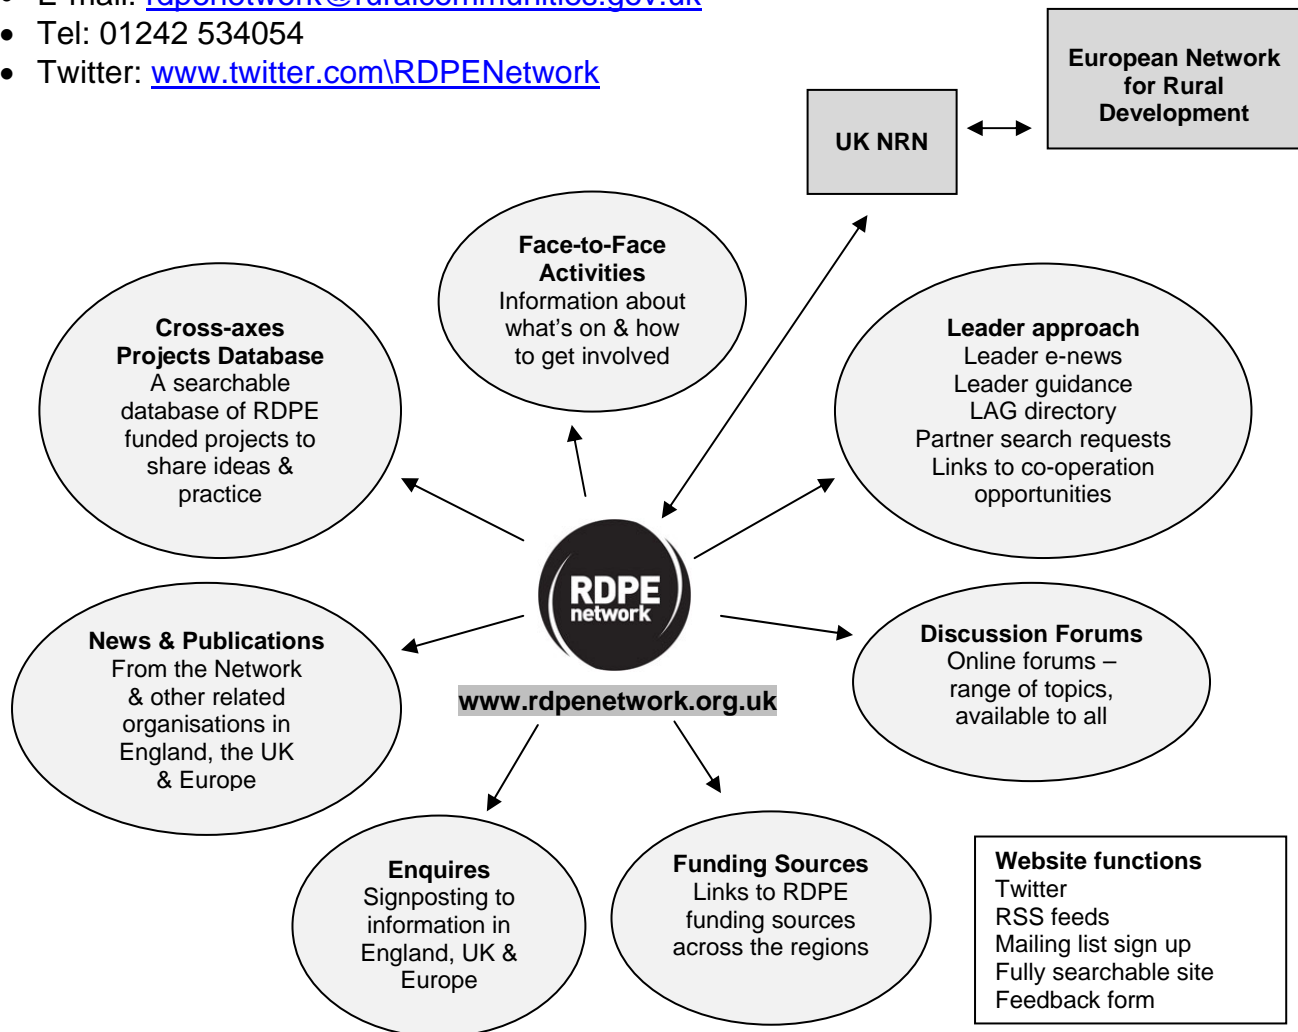 • E-mail: rdpenetwork@ruralcommunities.gov.uk
• Tel: 01242 534054
• Twitter: www.twitter.com\RDPENetwork
European Network
for Rural
Development
UK NRN
Face-to-Face
Activities
Information about
what's on & how
to get involved
Cross-axes
Projects Database
A searchable
database of RDPE
funded projects to
share ideas &
practice
Leader approach
Leader e-news
Leader guidance
LAG directory
Partner search requests
Links to co-operation
opportunities
RDPE
network
www.rdpenetwork.org.uk
News & Publications
From the Network
& other related
organisations in
England, the UK
& Europe
Discussion Forums
Online forums –
range of topics,
available to all
Enquires
Signposting to
information in
England, UK &
Europe
Funding Sources
Links to RDPE
funding sources
across the regions
Website functions
Twitter
RSS feeds
Mailing list sign up
Fully searchable site
Feedback form